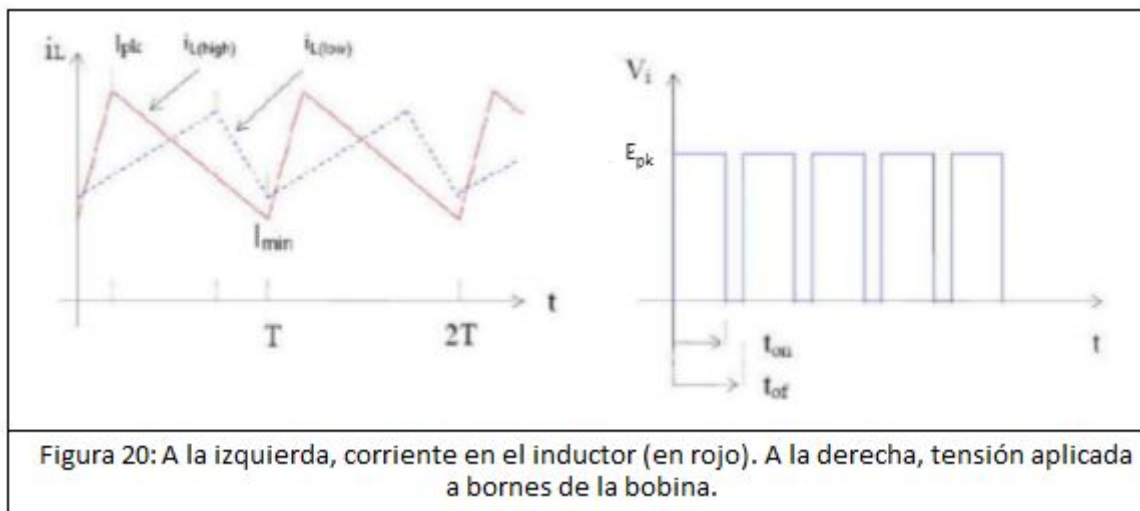 iL
Ipk
iL(high)
iL(low)
Imin
T
2T
t
Vi
Epk
ton
tof
t
Figura 20: A la izquierda, corriente en el inductor (en rojo). A la derecha, tensión aplicada
a bornes de la bobina.